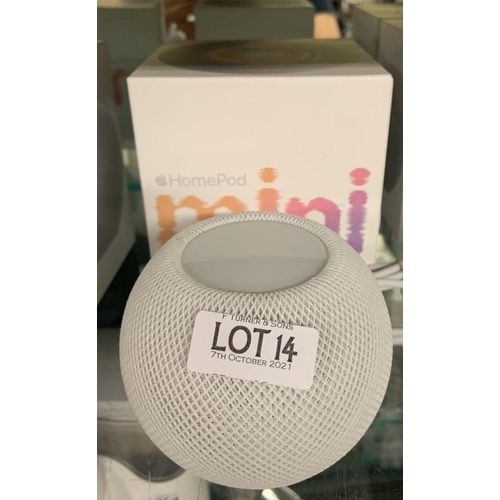 HomePod
mini
F Turner & Sons
LOT 14
7th October 2021